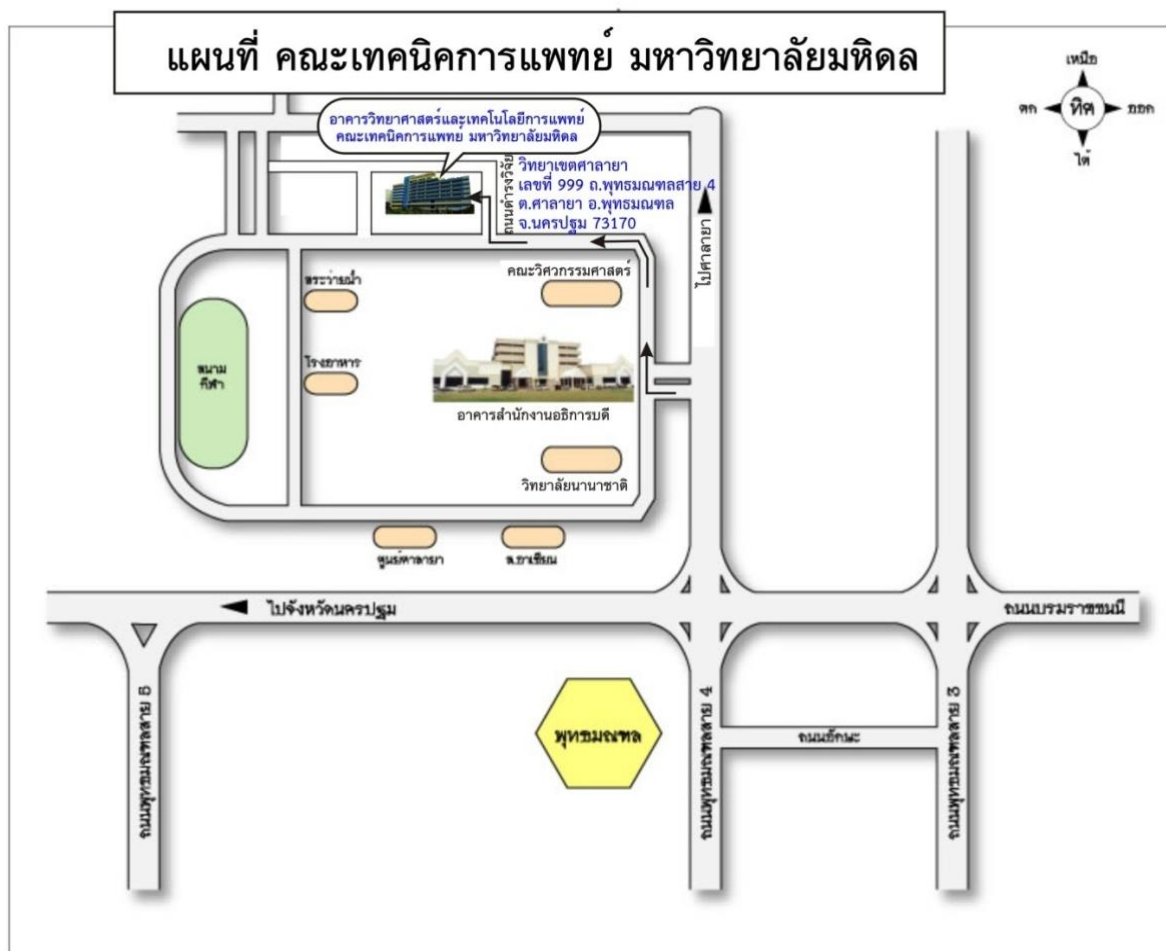 แผนที่ คณะเทคนิคการแพทย์ มหาวิทยาลัยมหิดล
เหนือ
ตก ทิศ ออก
ใต้
อาคารวิทยาศาสตร์และเทคโนโลยีการแพทย์
คณะเทคนิคการแพทย์ มหาวิทยาลัยมหิดล
ถนนดำรงวิจัย
วิทยาเขตศาลายา
เลขที่ 999 ถ.พุทธมณฑลสาย 4
ต.ศาลายา อ.พุทธมณฑล
จ.นครปฐม 73170
ไปศาลายา
คณะวิศวกรรมศาสตร์
สระว่ายน้ำ
โรงอาหาร
สนาม
กีฬา
อาคารสำนักงานอธิการบดี
วิทยาลัยนานาชาติ
ศูนย์ศาลายา
ส.อาเซียน
ไปจังหวัดนครปฐม
ถนนบรมราชชนนี
ถนนพุทธมณฑลสาย 5
พุทธมณฑล
ถนนพุทธมณฑลสาย 4
ถนนอักษะ
ถนนพุทธมณฑลสาย 3